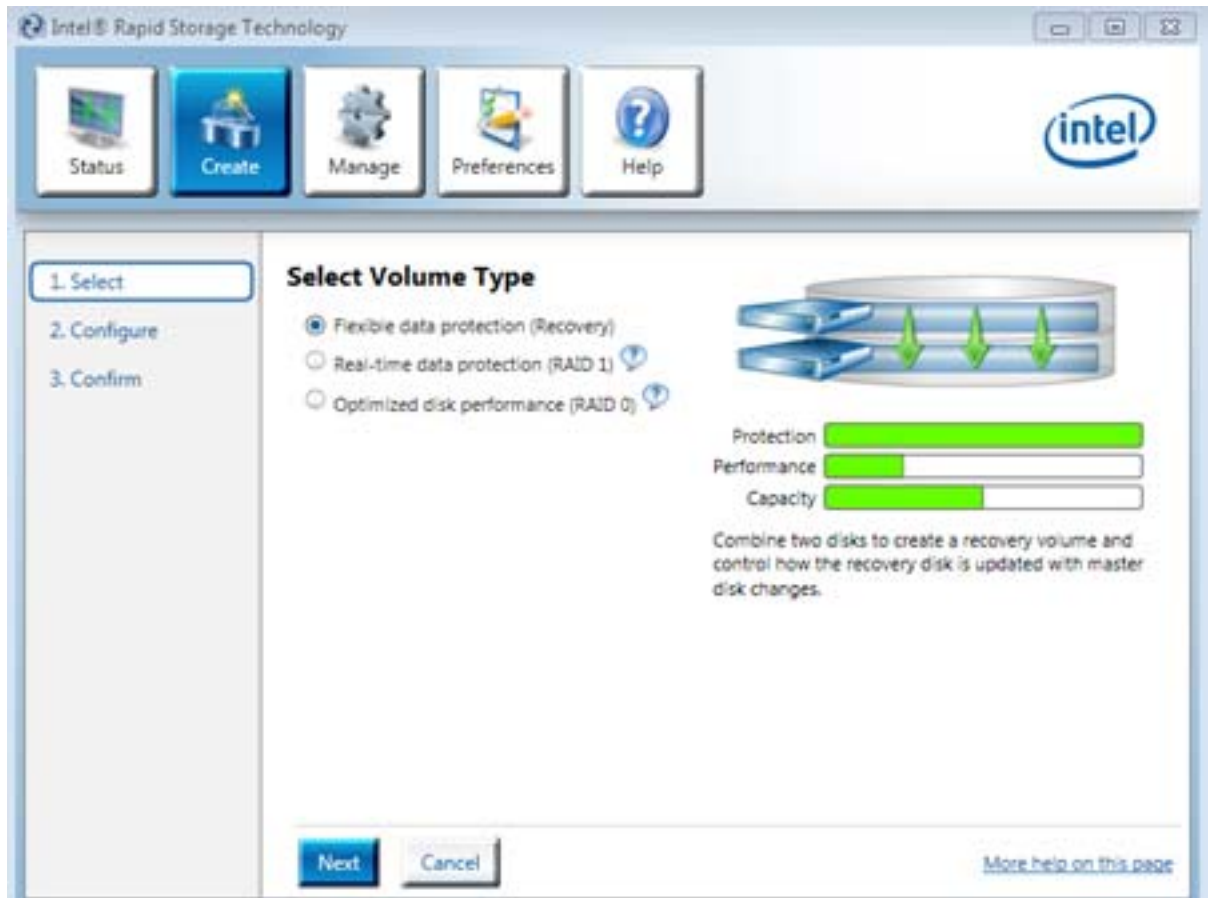 Intel® Rapid Storage Technology
Status
Create
Manage
Preferences
Help
intel
1. Select
2. Configure
3. Confirm
Select Volume Type
Flexible data protection (Recovery)
Real-time data protection (RAID 1) ?
Optimized disk performance (RAID 0) ?
Protection
Performance
Capacity
Combine two disks to create a recovery volume and
control how the recovery disk is updated with master
disk changes.
Next
Cancel
More help on this page